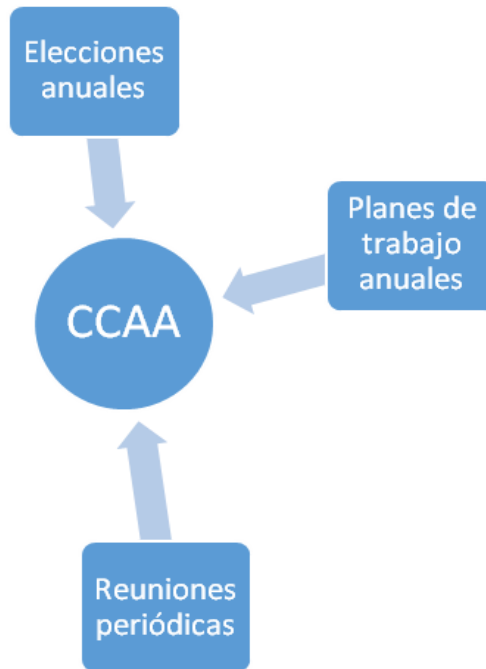 Elecciones
anuales
Planes de
trabajo
anuales
CCAA
Reuniones
periódicas